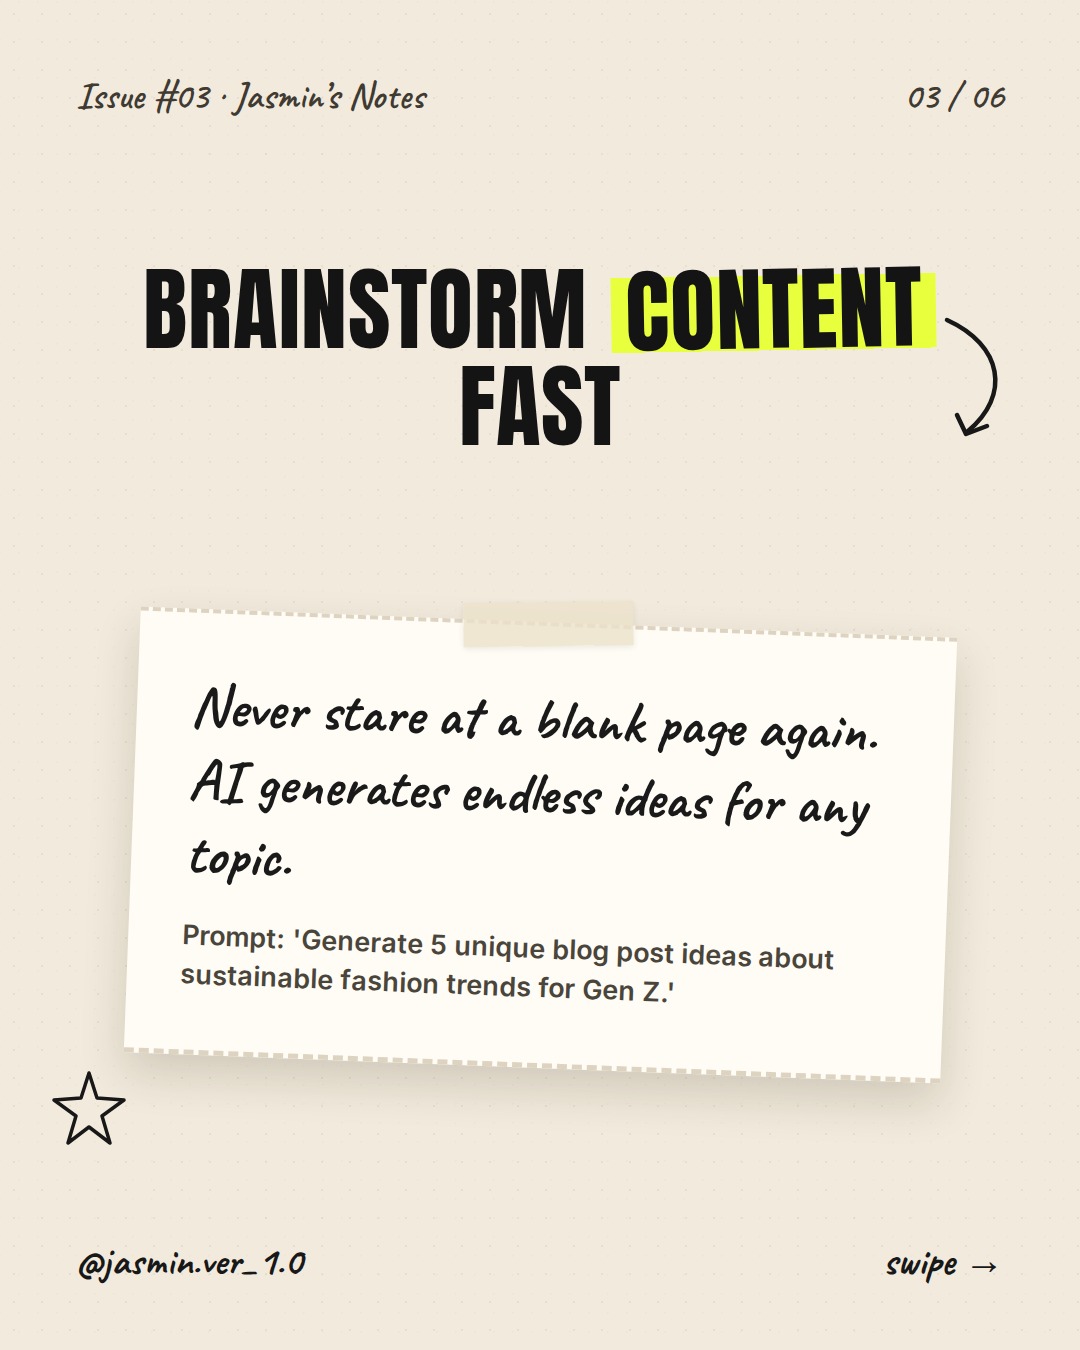 Issue #03 · Jasmin's Notes
03 / 06
BRAINSTORM CONTENT
FAST
Never stare at a blank page again.
AI generates endless ideas for any
topic.
Prompt: 'Generate 5 unique blog post ideas about
sustainable fashion trends for Gen Z.'
@jasmin.ver_1.0
swipe →